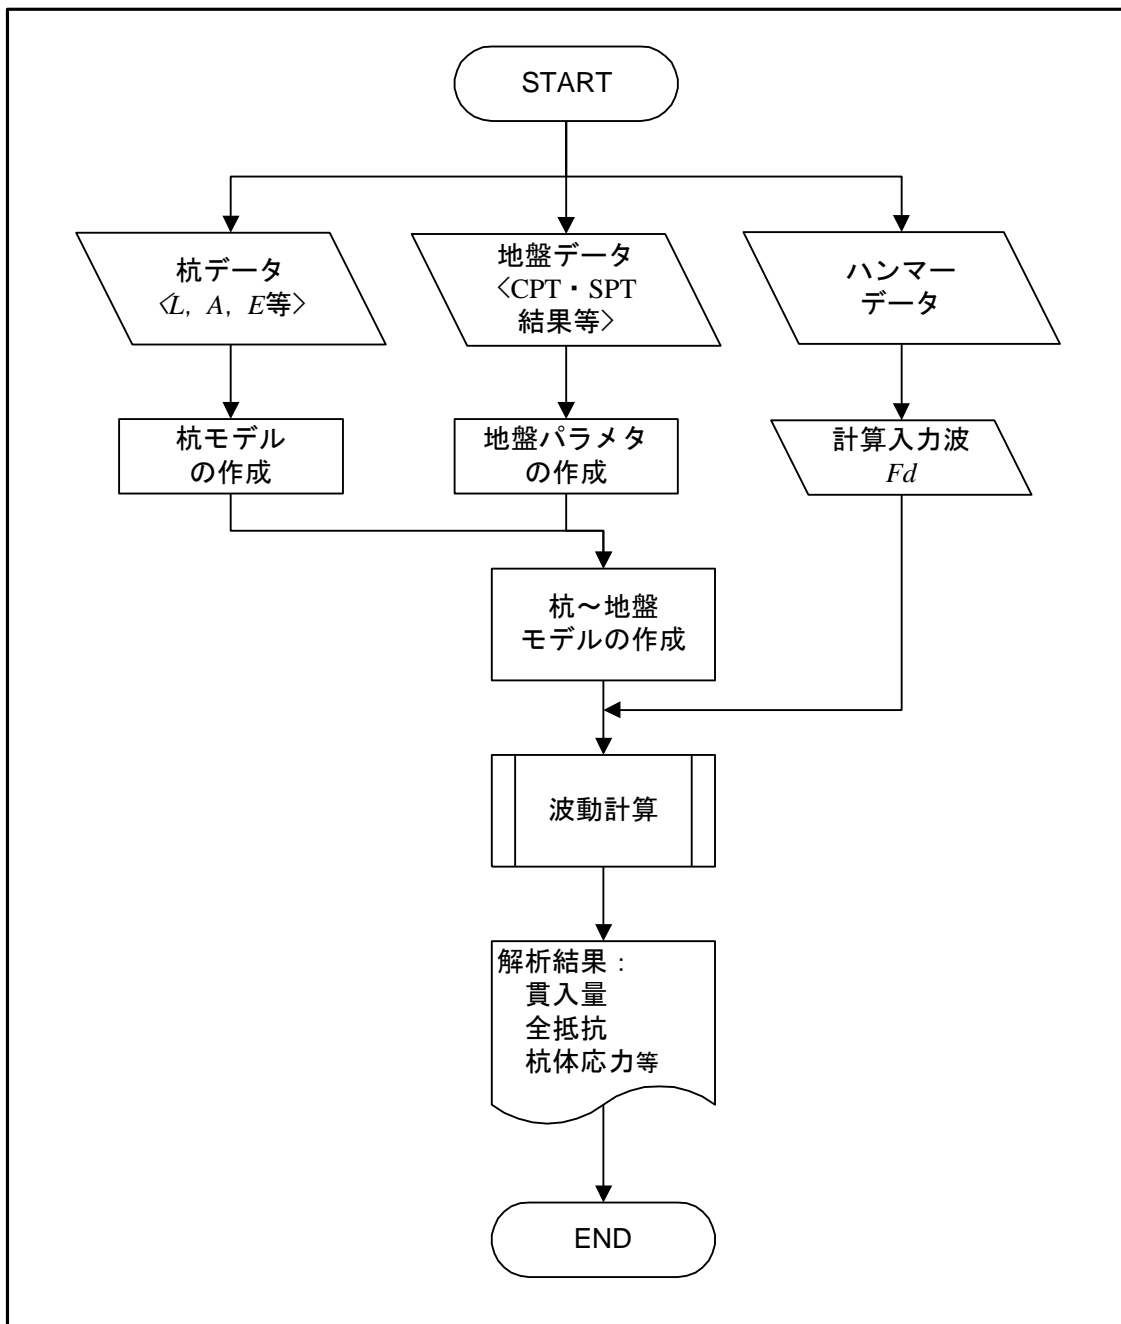 START
杭データ
<L, A, E等>
地盤データ
<CPT・SPT
結果等>
ハンマー
データ
杭モデル
の作成
地盤パラメタ
の作成
計算入力波
Fd
杭～地盤
モデルの作成
波動計算
解析結果：
貫入量
全抵抗
杭体応力等
END